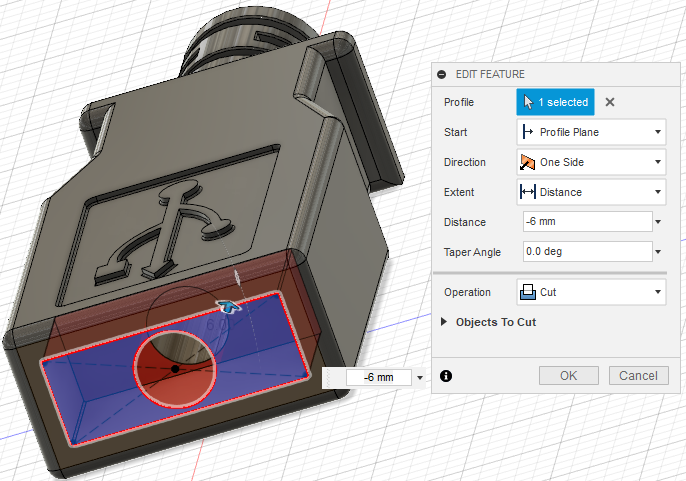 EDIT FEATURE
Profile 1 selected
Start Profile Plane
Direction One Side
Extent Distance
Distance -6 mm
Taper Angle 0.0 deg
Operation Cut
Objects To Cut
-6 mm
OK Cancel